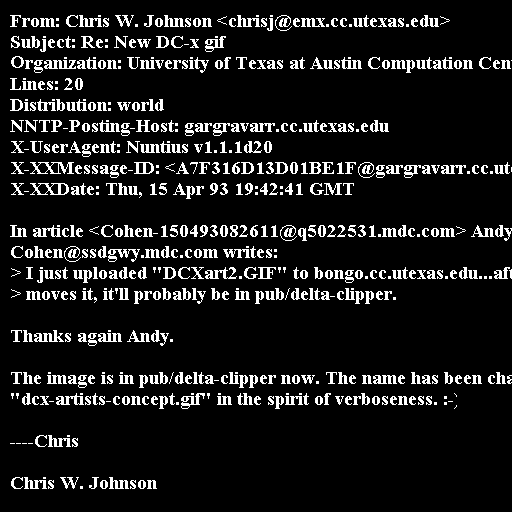 From: Chris W. Johnson <chrisj@emx.cc.utexas.edu>
Subject: Re: New DC-x gif
Organization: University of Texas at Austin Computation Cen
Lines: 20
Distribution: world
NNTP-Posting-Host: gargravarr.cc.utexas.edu
X-UserAgent: Nuntius v1.1.1d20
X-XXMessage-ID: <A7F316D13D01BE1F@gargravarr.cc.ut
X-XXDate: Thu, 15 Apr 93 19:42:41 GMT

In article <Cohen-150493082611@q5022531.mdc.com> Andy
Cohen@ssdgwy.mdc.com writes:
> I just uploaded "DCXart2.GIF" to bongo.cc.utexas.edu...aft
> moves it, it'll probably be in pub/delta-clipper.

Thanks again Andy.

The image is in pub/delta-clipper now. The name has been cha
"dcx-artists-concept.gif" in the spirit of verboseness. :-)

----Chris

Chris W. Johnson